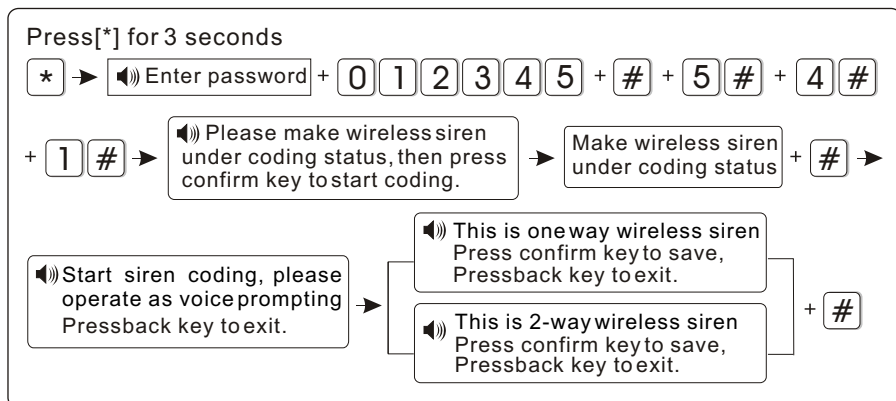 Press[*] for 3 seconds
* Enter password + 0 1 2 3 4 5 + # + 5 # + 4 #
+ 1 #
Please make wireless siren
under coding status, then press
confirm key to start coding.
Make wireless siren
under coding status
+ #
Start siren coding, please
operate as voice prompting
Pressback key to exit.
This is one way wireless siren
Press confirm key to save,
Pressback key to exit.
This is 2-way wireless siren
Press confirm key to save,
Pressback key to exit.
+ #